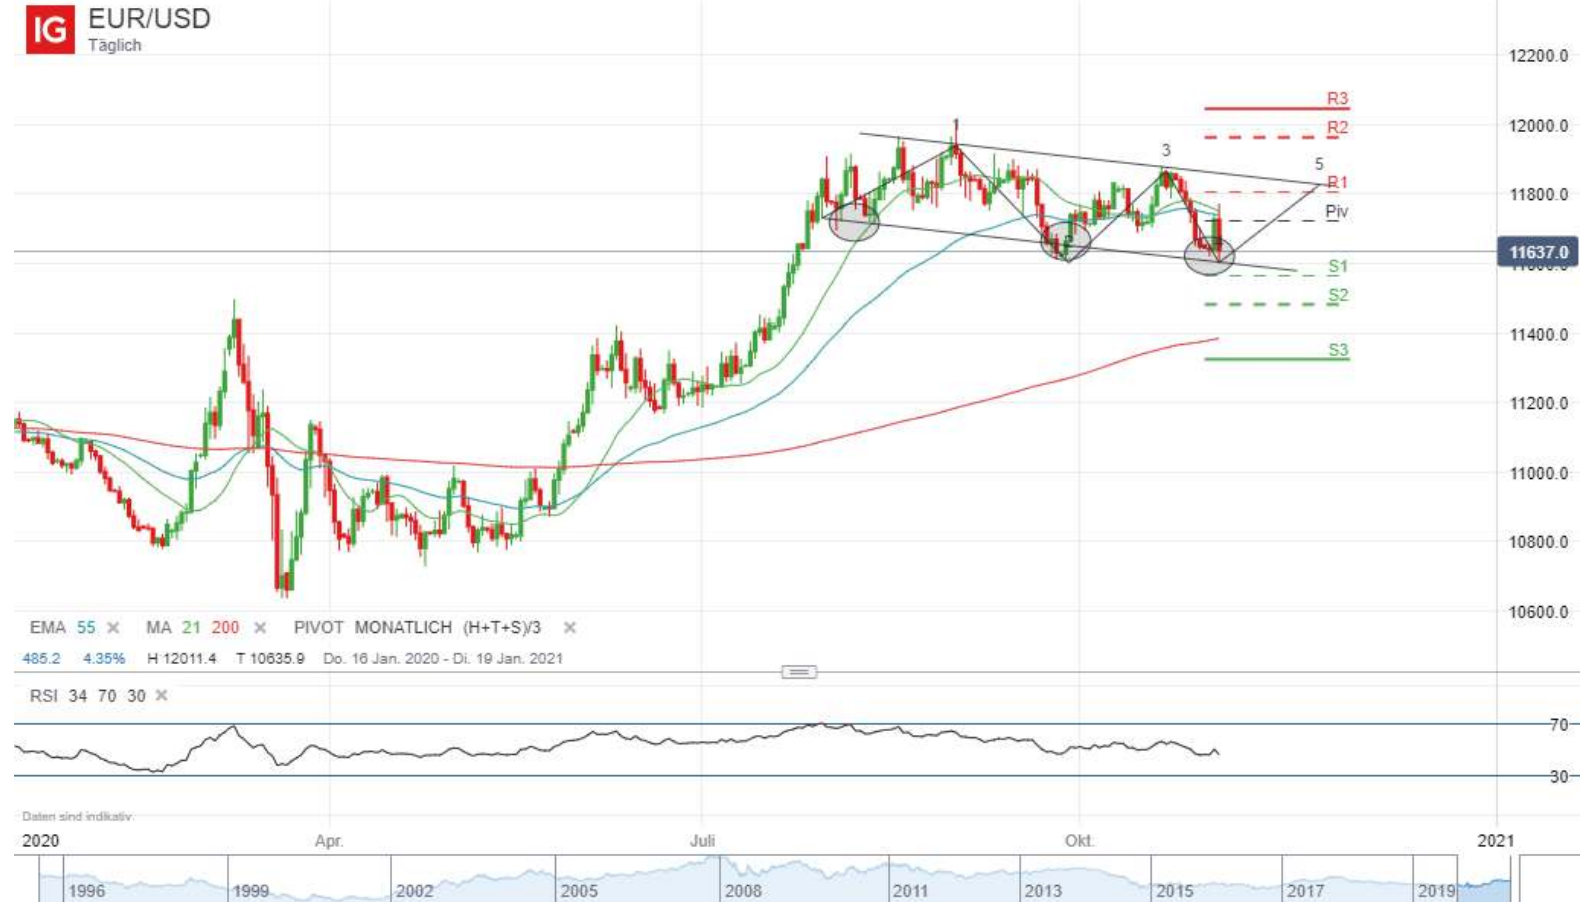 IG
EUR/USD
Täglich
12200.0
R3
R2
12000.0
1
3
5
R1
11800.0
Piv
11637.0
11600.0
S1
S2
11400.0
S3
11200.0
11000.0
10800.0
10600.0
EMA 55 × MA 21 200 × PIVOT MONATLICH (H+T+S)/3 ×
485.2 4.35% H 12011.4 T 10635.9 Do. 16 Jan. 2020 - Di. 19 Jan. 2021
RSI 34 70 30 ×
70
30
Daten sind indikativ
2020 Apr. Juli Okt. 2021
1996 1999 2002 2005 2008 2011 2013 2015 2017 2019